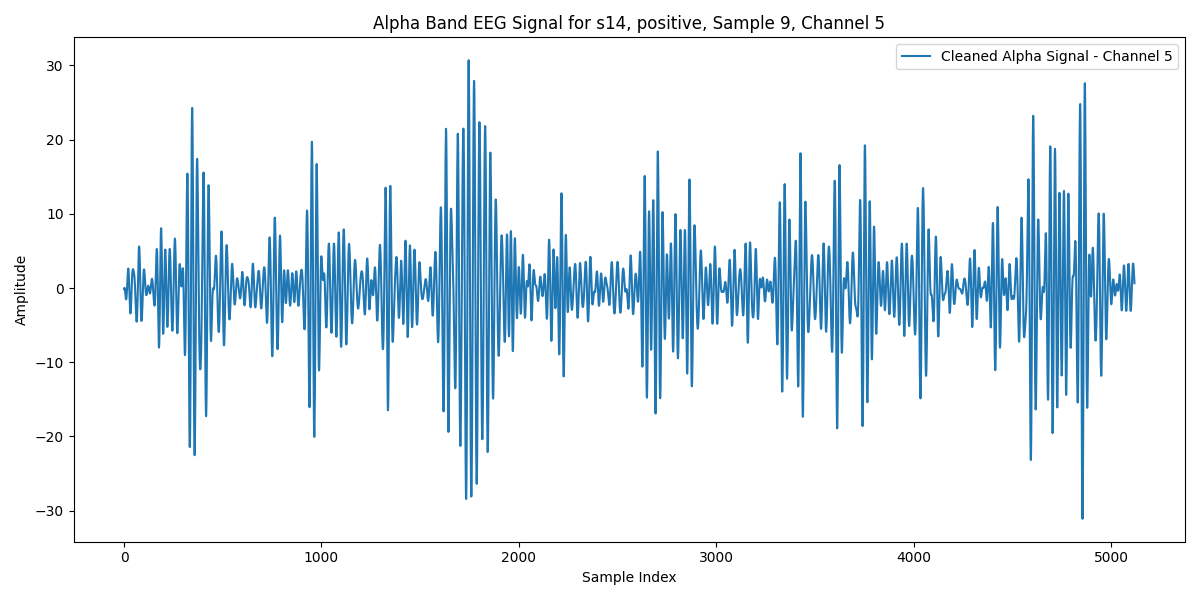 Alpha Band EEG Signal for s14, positive, Sample 9, Channel 5
Cleaned Alpha Signal - Channel 5
Amplitude
30
20
10
0
−10
−20
−30
0 1000 2000 3000 4000 5000
Sample Index